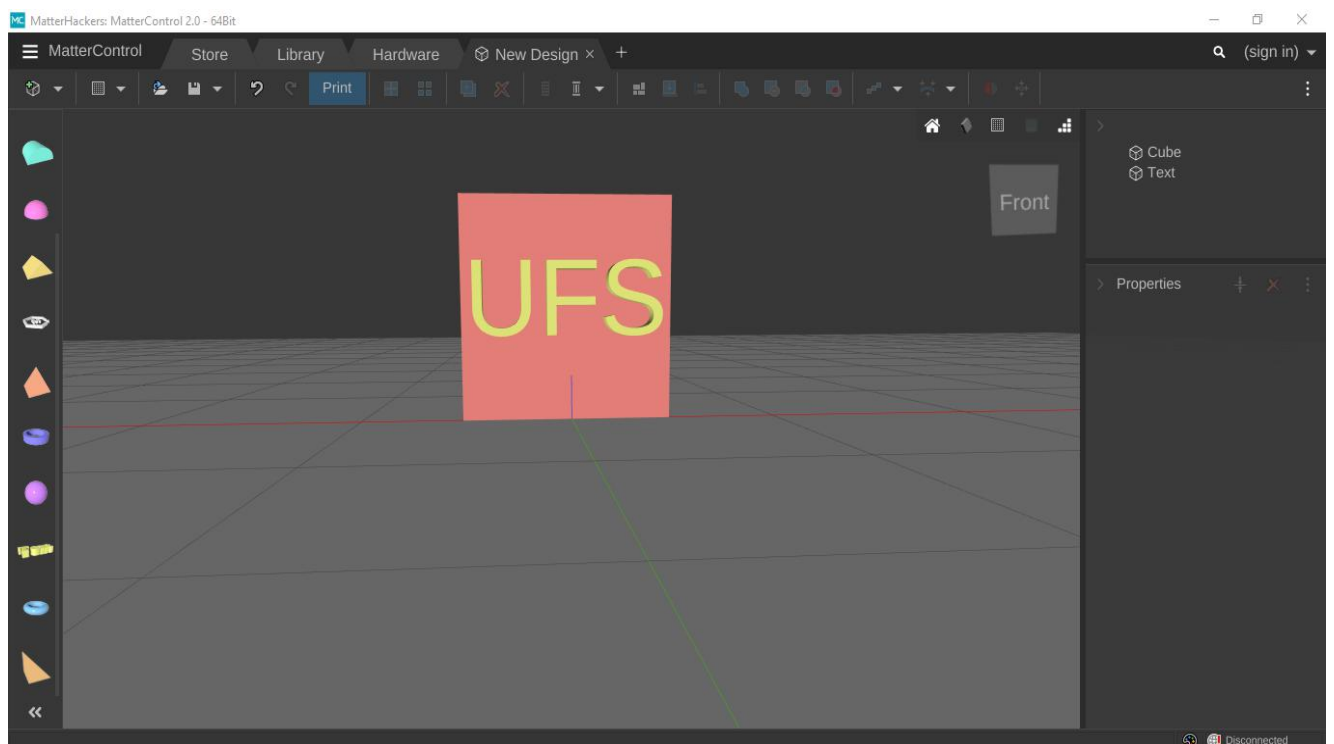 MC MatterHackers: MatterControl 2.0 - 64Bit
MatterControl Store Library Hardware New Design × + (sign in)
Print
Cube
Text
Front
UFS
Properties
Disconnected